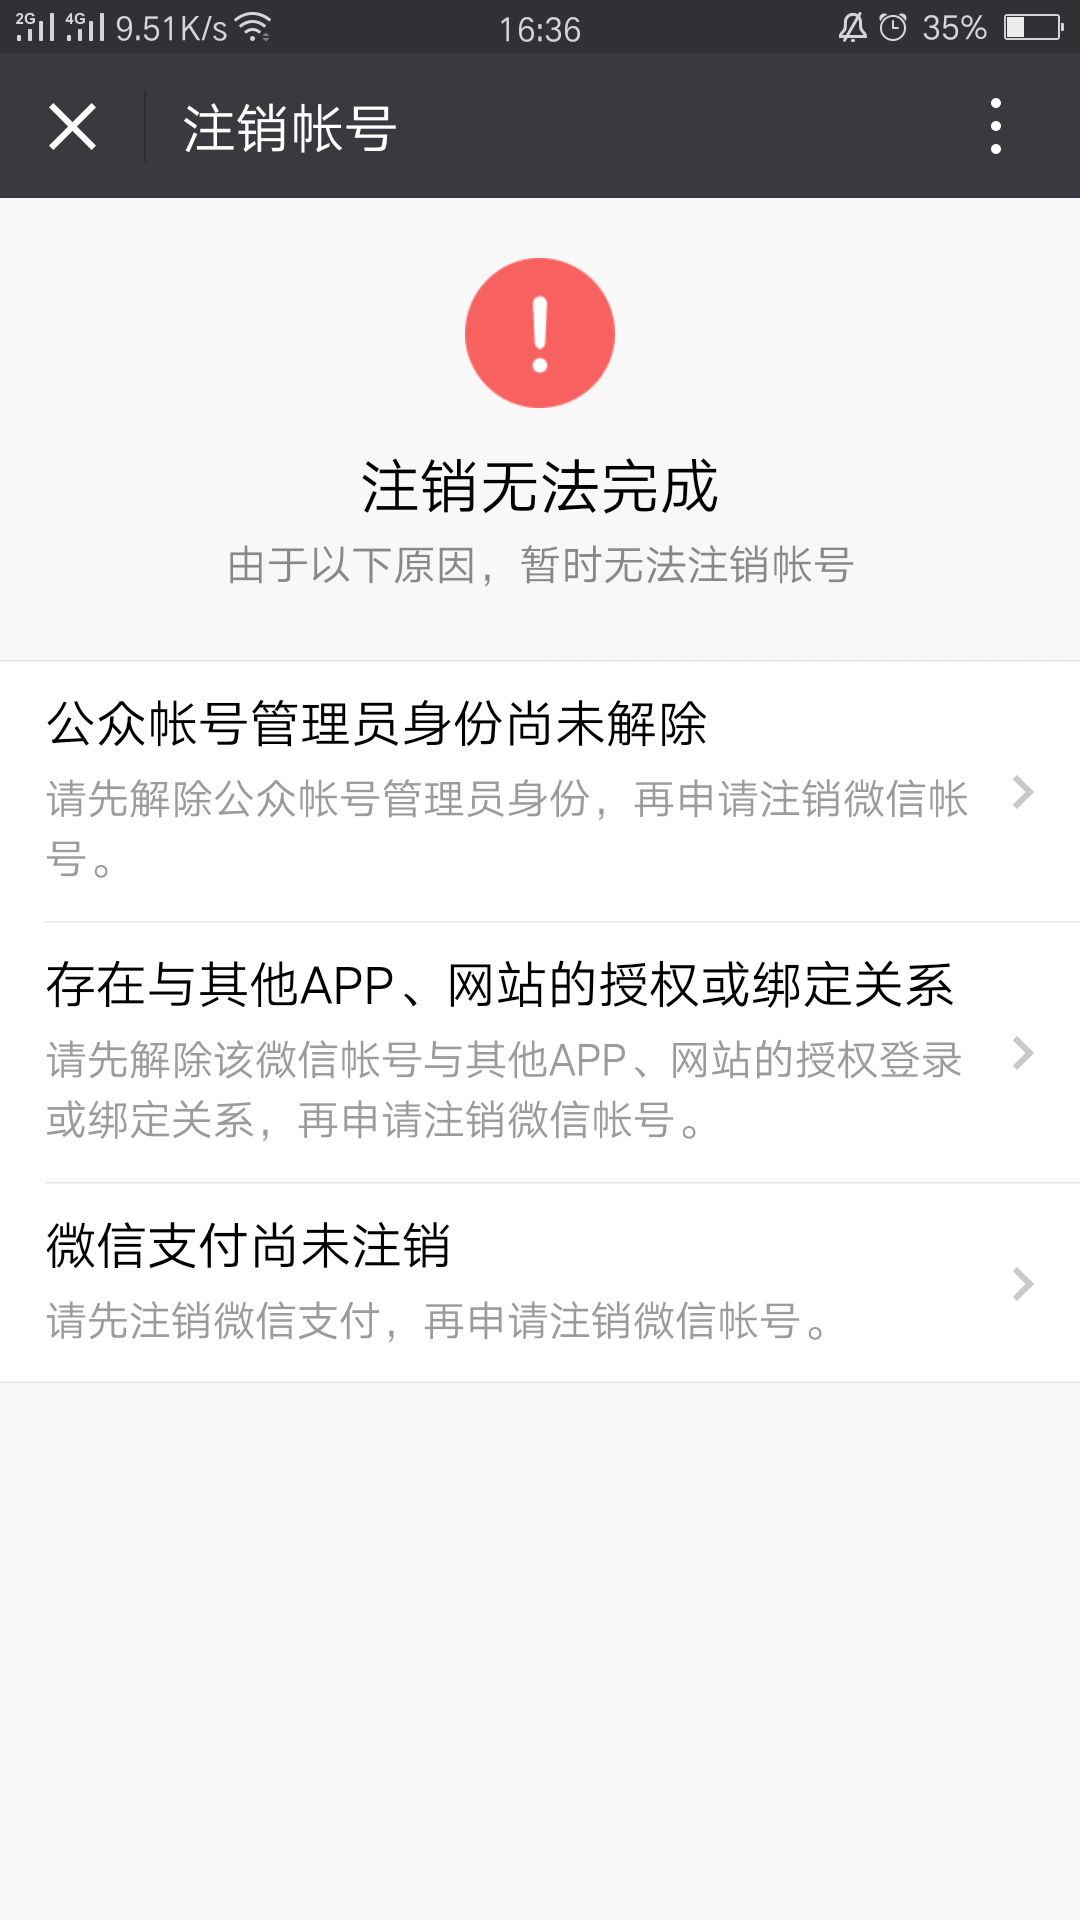 2G 4G 9.51K/s 16:36 35%
注销帐号
注销无法完成
由于以下原因，暂时无法注销帐号
公众帐号管理员身份尚未解除
请先解除公众帐号管理员身份，再申请注销微信帐
号。
存在与其他APP、网站的授权或绑定关系
请先解除该微信帐号与其他APP、网站的授权登录
或绑定关系，再申请注销微信帐号。
微信支付尚未注销
请先注销微信支付，再申请注销微信帐号。